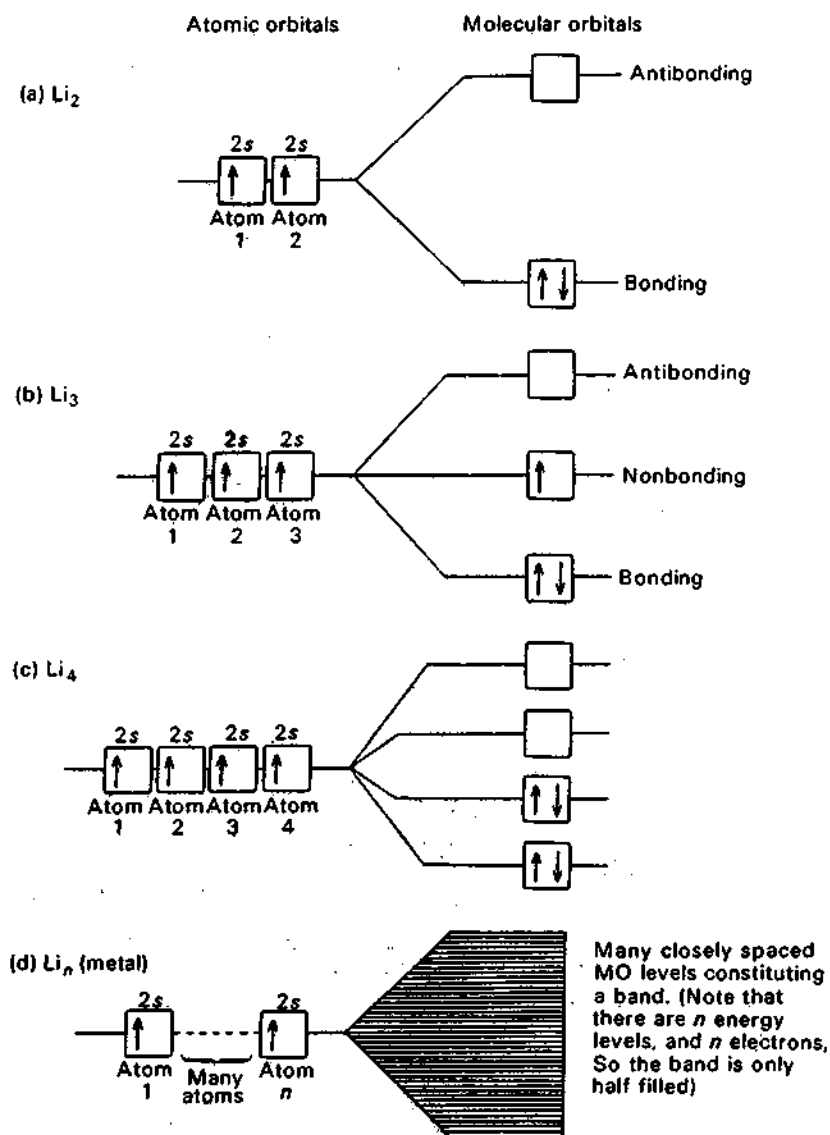 Atomic orbitals Molecular orbitals
Antibonding
(a) Li2
2s 2s
Atom Atom
1 2
Bonding
Antibonding
(b) Li3
2s 2s 2s
Nonbonding
Atom Atom Atom
1 2 3
Bonding
(c) Li4
2s 2s 2s 2s
Atom Atom Atom Atom
1 2 3 4
(d) Lin (metal)
2s 2s
Atom Atom
1 n
Many
atoms
Many closely spaced
MO levels constituting
a band. (Note that
there are n energy
levels, and n electrons,
So the band is only
half filled)